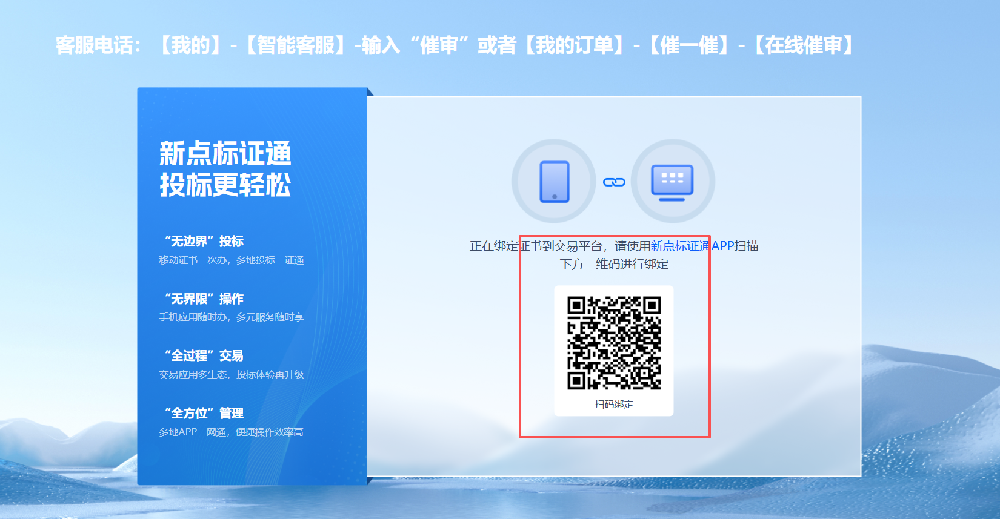 客服电话：【我的】-【智能客服】-输入“催审”或者【我的订单】-【催一催】-【在线催审】
新点标证通
投标更轻松
“无边界”投标
移动证书一次办，多地投标一证通
“无界限”操作
手机应用随时办，多元服务随时享
“全过程”交易
交易应用多生态，投标体验再升级
“全方位”管理
多地APP一网通，便捷操作效率高
正在绑定证书到交易平台，请使用新点标证通APP扫描
下方二维码进行绑定
扫码绑定